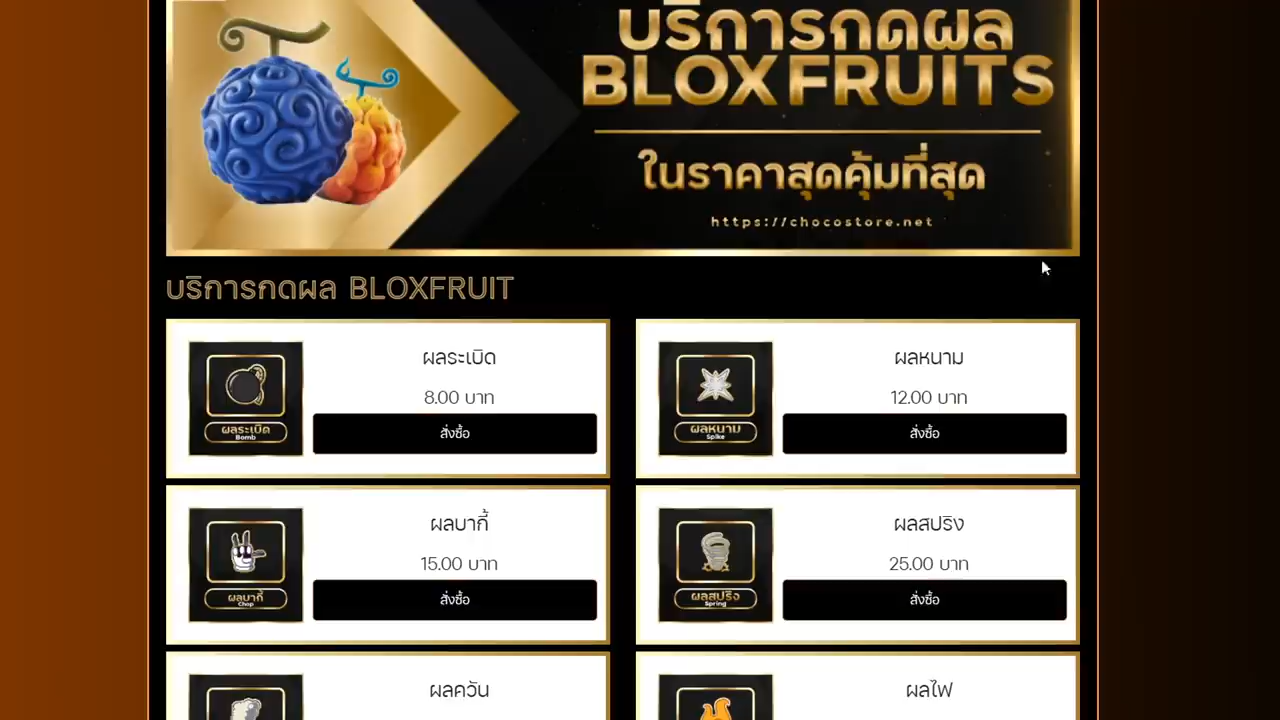 บริการกดผล
BLOX FRUITS
ในราคาสุดคุ้มที่สุด
https://chocostore.net
บริการกดผล BLOXFRUIT
ผลระเบิด
8.00 บาท
สั่งซื้อ
ผลระเบิด
Bomb
ผลหนาม
12.00 บาท
สั่งซื้อ
ผลหนาม
Spike
ผลบากี้
15.00 บาท
สั่งซื้อ
ผลบากี้
Chop
ผลสปริง
25.00 บาท
สั่งซื้อ
ผลสปริง
Spring
ผลควัน
ผลไฟ